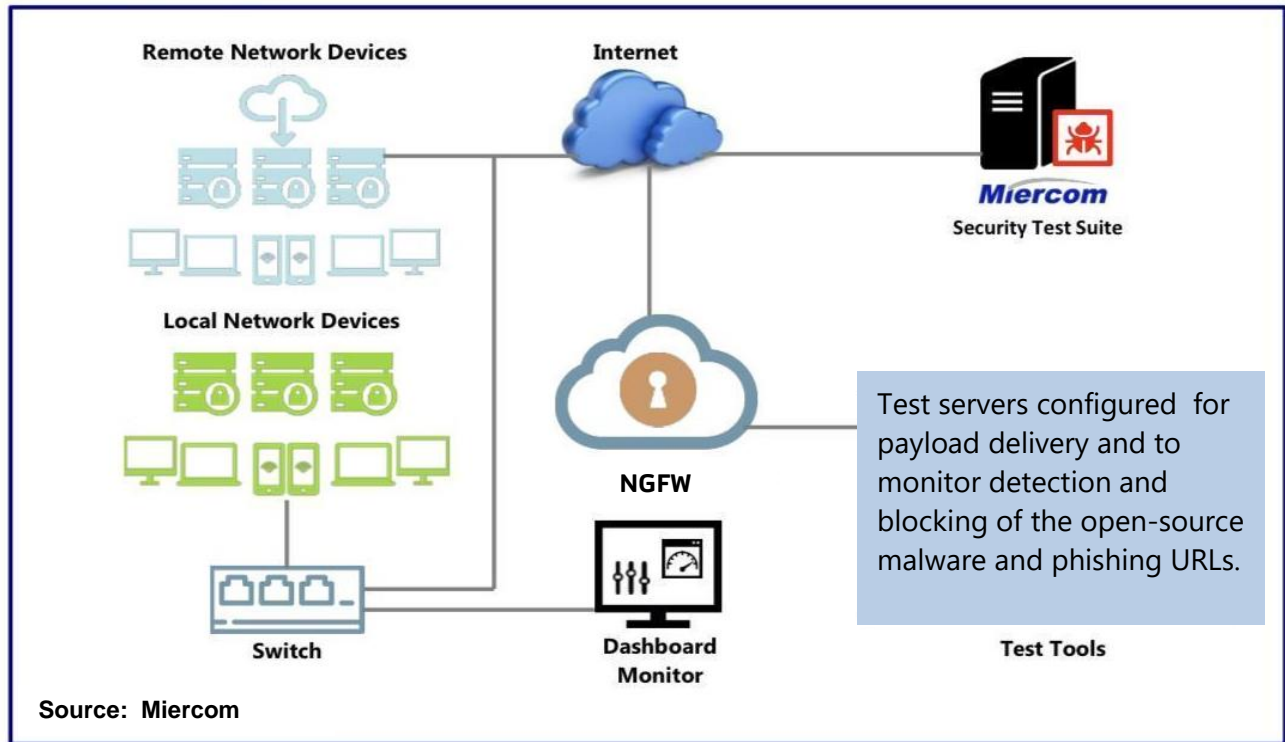 Remote Network Devices
Internet
Miercom
Security Test Suite
Local Network Devices
NGFW
Test servers configured for
payload delivery and to
monitor detection and
blocking of the open-source
malware and phishing URLs.
Switch
Dashboard
Monitor
Test Tools
Source: Miercom